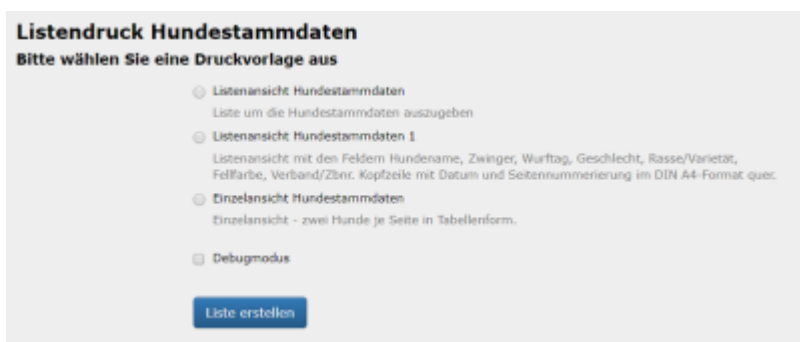 Listendruck Hundestammdaten
Bitte wählen Sie eine Druckvorlage aus
Listenansicht Hundestammdaten
Liste um die Hundestammdaten auszugeben
Listenansicht Hundestammdaten 1
Listenansicht mit den Feldern Hundename, Zwinger, Wurftag, Geschlecht, Rasse/Varietät,
Fellfarbe, Verband/Zbnr. Kopfzeile mit Datum und Seitennummerierung im DIN A4-Format quer.
Einzelansicht Hundestammdaten
Einzelansicht - zwei Hunde je Seite in Tabellenform.
Debugmodus
Liste erstellen